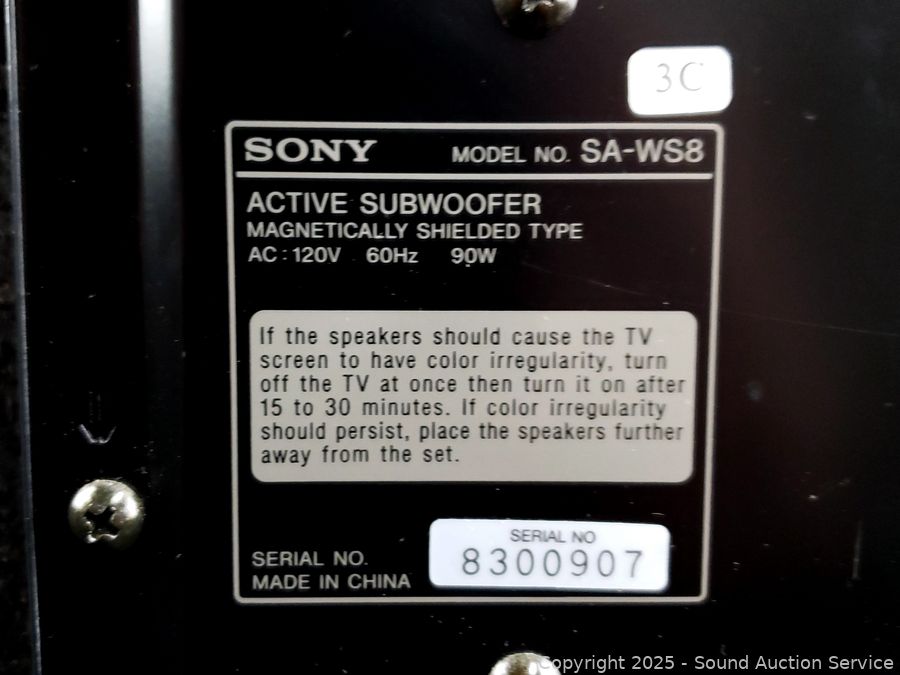 3C
SONY MODEL NO. SA-WS8
ACTIVE SUBWOOFER
MAGNETICALLY SHIELDED TYPE
AC : 120V 60Hz 90W
If the speakers should cause the TV
screen to have color irregularity, turn
off the TV at once then turn it on after
15 to 30 minutes. If color irregularity
should persist, place the speakers further
away from the set.
SERIAL NO
8300907
SERIAL NO.
MADE IN CHINA
Copyright 2025 - Sound Auction Service